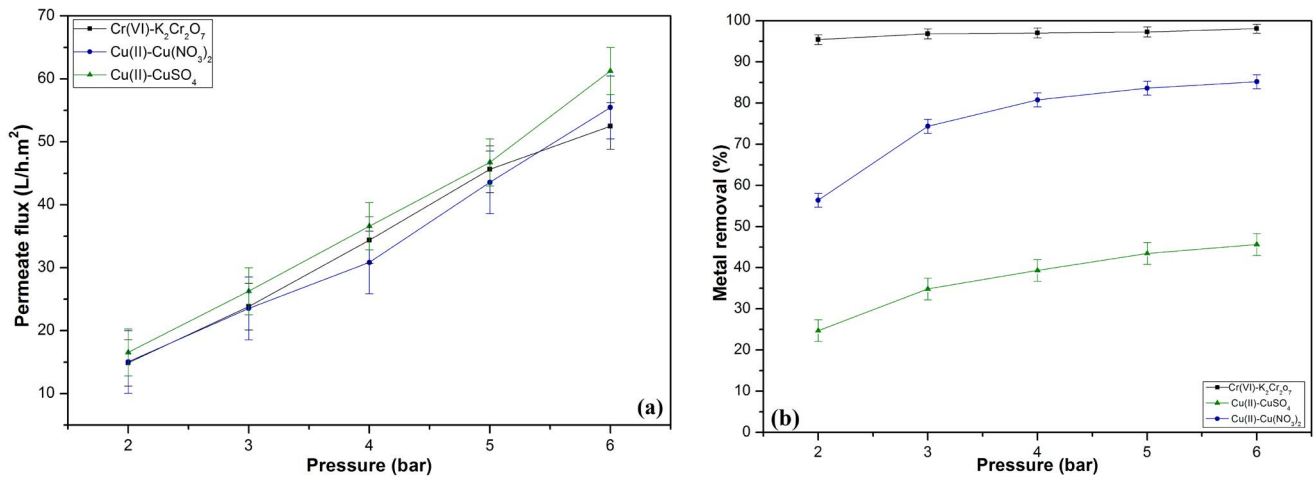 70
60
50
40
30
20
10
Permeate flux (L/h.m²)
Cr(VI)-K₂Cr₂O₇
Cu(II)-Cu(NO₃)₂
Cu(II)-CuSO₄
(a)
2 3 4 5 6
Pressure (bar)
100
90
80
70
60
50
40
30
20
10
0
Metal removal (%)
Cr(VI)-K₂Cr₂o₇
Cu(II)-CuSO₄
Cu(II)-Cu(NO₃)₂
(b)
2 3 4 5 6
Pressure (bar)